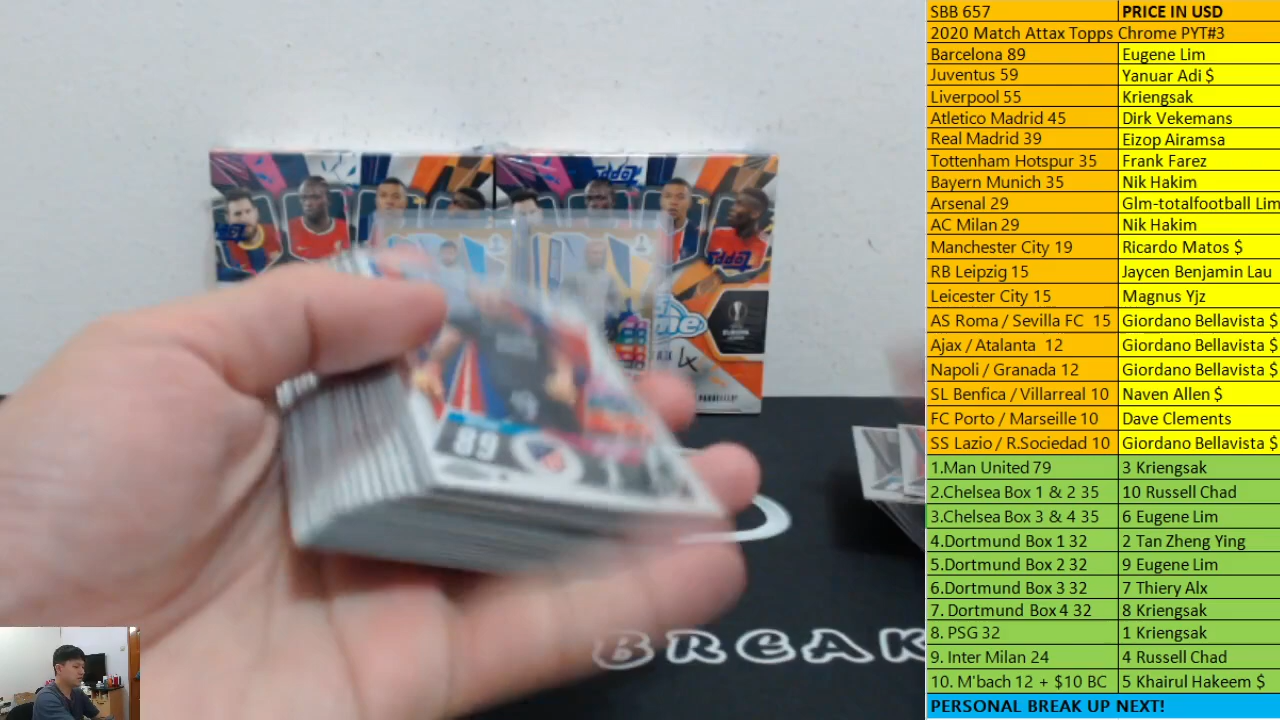 SBB 657 PRICE IN USD
2020 Match Attax Topps Chrome PYT#3
Barcelona 89 Eugene Lim
Juventus 59 Yanuar Adi $
Liverpool 55 Kriengsak
Atletico Madrid 45 Dirk Vekemans
Real Madrid 39 Eizop Airamsa
Tottenham Hotspur 35 Frank Farez
Bayern Munich 35 Nik Hakim
Arsenal 29 Glm-totalfootball Lim
AC Milan 29 Nik Hakim
Manchester City 19 Ricardo Matos $
RB Leipzig 15 Jaycen Benjamin Lau
Leicester City 15 Magnus Yjz
AS Roma / Sevilla FC 15 Giordano Bellavista $
Ajax / Atalanta 12 Giordano Bellavista $
Napoli / Granada 12 Giordano Bellavista $
SL Benfica / Villarreal 10 Naven Allen $
FC Porto / Marseille 10 Dave Clements
SS Lazio / R.Sociedad 10 Giordano Bellavista $
1.Man United 79 3 Kriengsak
2.Chelsea Box 1 & 2 35 10 Russell Chad
3.Chelsea Box 3 & 4 35 6 Eugene Lim
4.Dortmund Box 1 32 2 Tan Zheng Ying
5.Dortmund Box 2 32 9 Eugene Lim
6.Dortmund Box 3 32 7 Thiery Alx
7. Dortmund Box 4 32 8 Kriengsak
8. PSG 32 1 Kriengsak
9. Inter Milan 24 4 Russell Chad
10. M'bach 12 + $10 BC 5 Khairul Hakeem $
PERSONAL BREAK UP NEXT!
Topps
Topps
89
BREAK